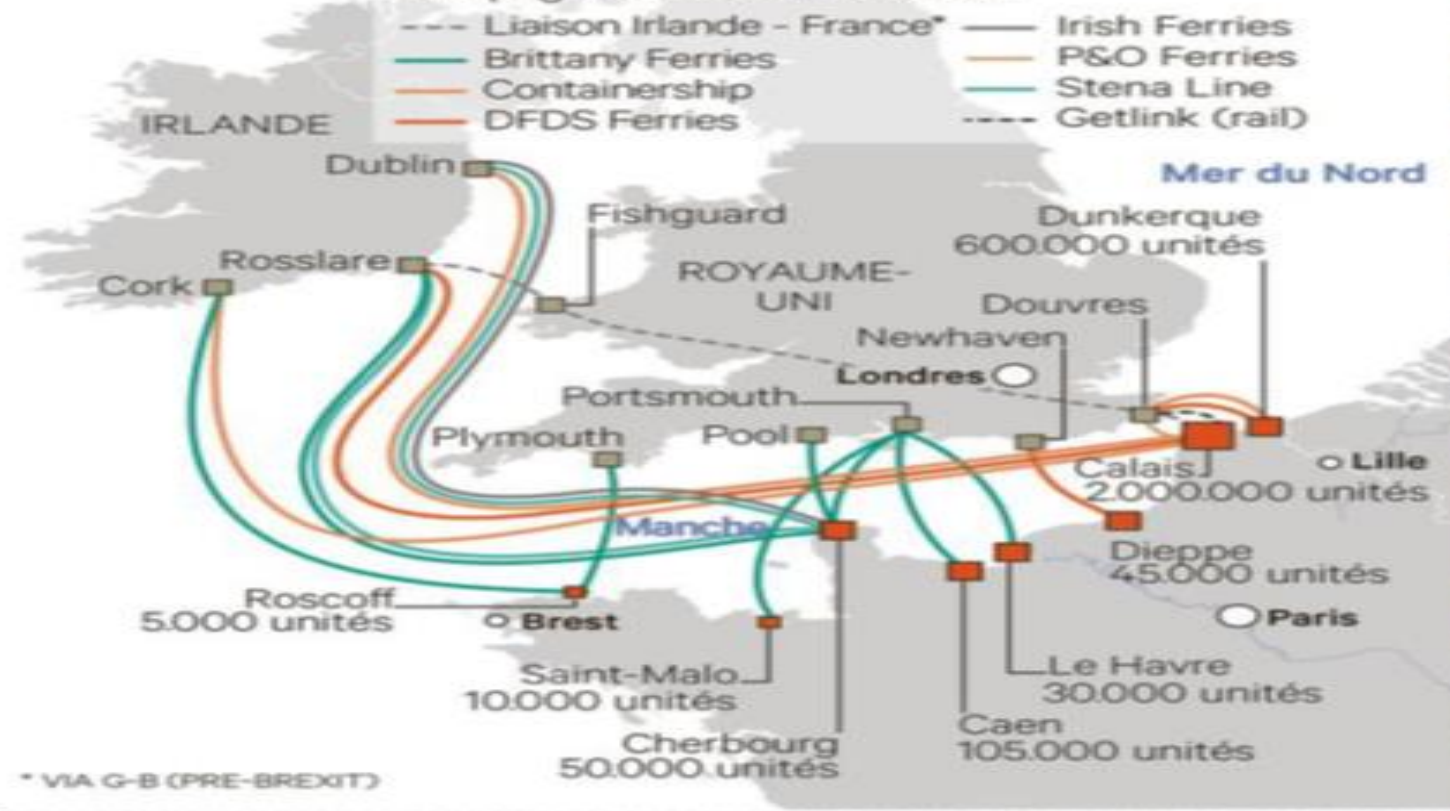 Liaison Irlande - France*
Brittany Ferries
Containership
DFDS Ferries
Irish Ferries
P&O Ferries
Stena Line
Getlink (rail)
IRLANDE
Dublin
Mer du Nord
Fishguard
Dunkerque
600.000 unités
Rosslare
Cork
ROYAUME-
UNI
Douvres
Newhaven
Londres
Portsmouth
Plymouth
Pool
Calais
2.000.000 unités
Lille
Manche
Dieppe
45.000 unités
Roscoff
5.000 unités
Brest
Paris
Saint-Malo
10.000 unités
Le Havre
30.000 unités
Caen
105.000 unités
Cherbourg
50.000 unités
* VIA G-B (PRE-BREXIT)